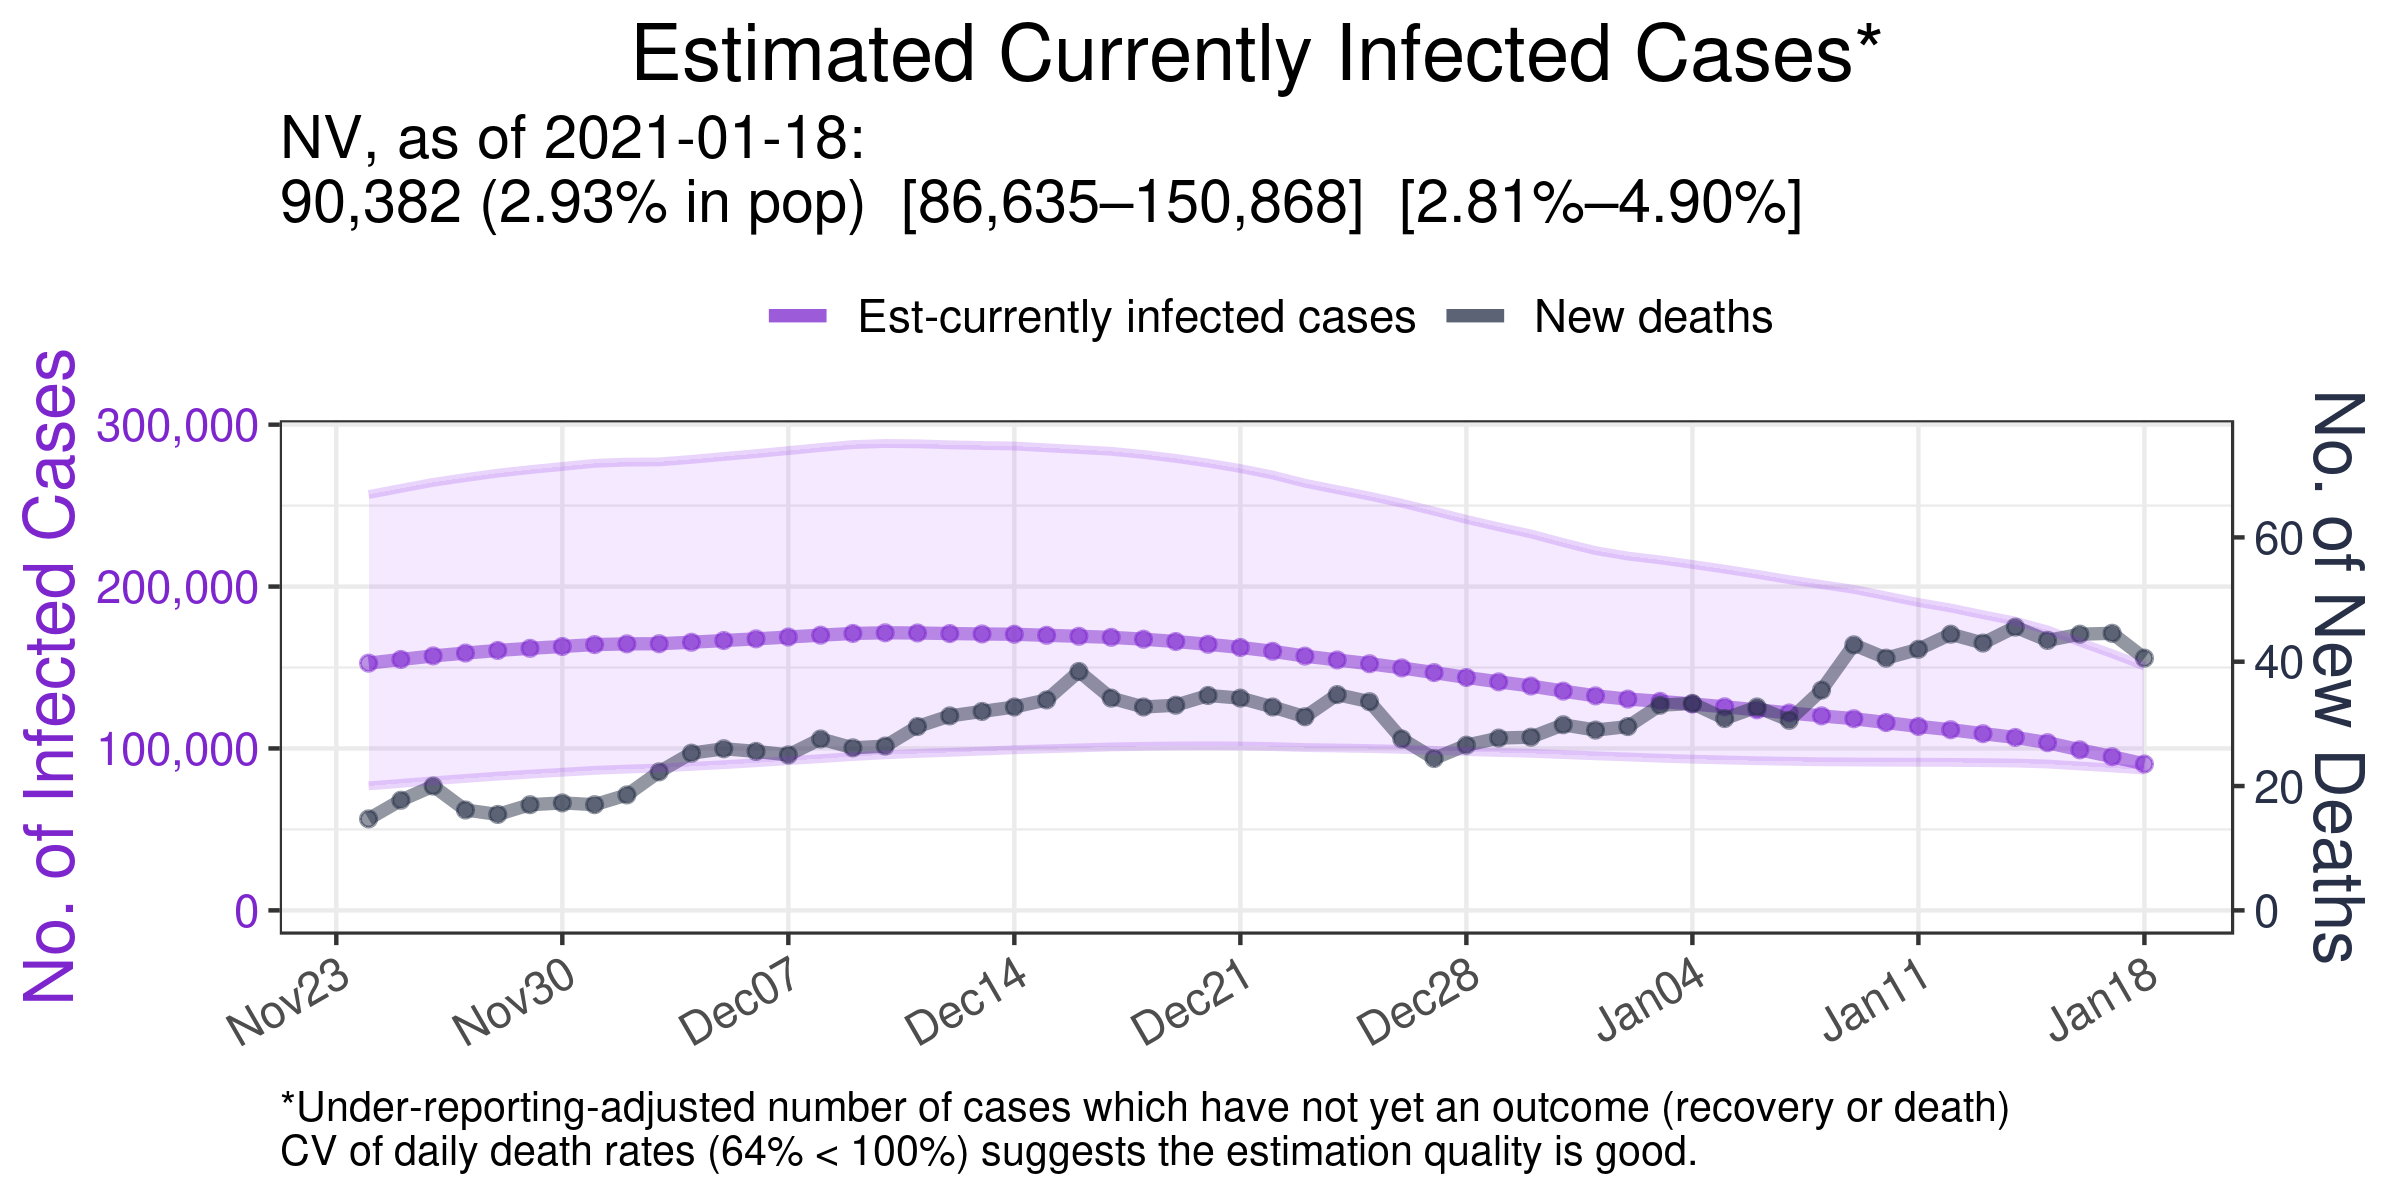 Estimated Currently Infected Cases*
NV, as of 2021-01-18:
90,382 (2.93% in pop)  [86,635–150,868]  [2.81%–4.90%]
Est-currently infected cases
New deaths
No. of Infected Cases
300,000
200,000
100,000
0
No. of New Deaths
60
40
20
0
Nov23
Nov30
Dec07
Dec14
Dec21
Dec28
Jan04
Jan11
Jan18
*Under-reporting-adjusted number of cases which have not yet an outcome (recovery or death)
CV of daily death rates (64% < 100%) suggests the estimation quality is good.